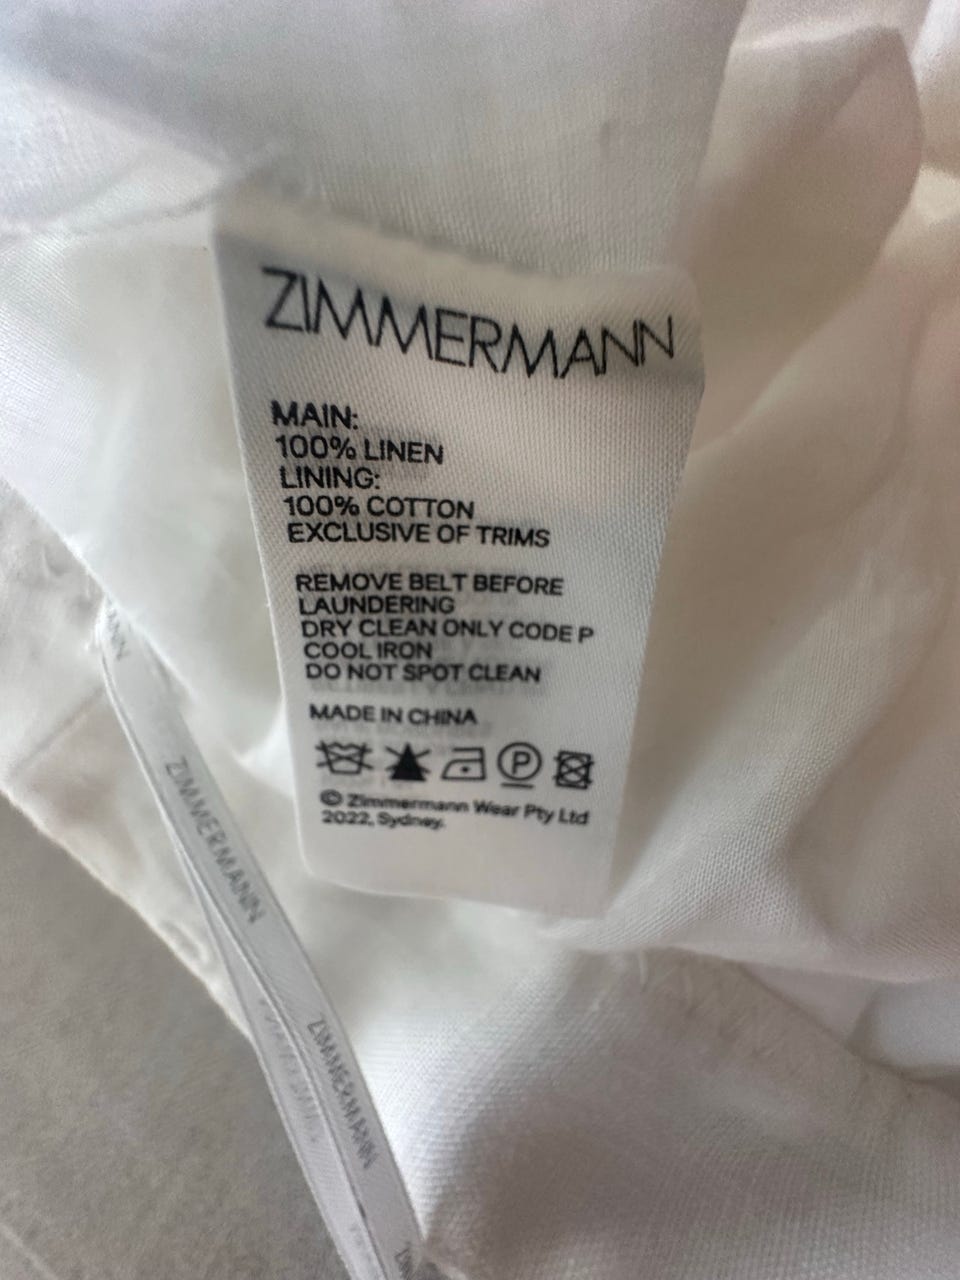 ZIMMERMANN
MAIN:
100% LINEN
LINING:
100% COTTON
EXCLUSIVE OF TRIMS
REMOVE BELT BEFORE
LAUNDERING
DRY CLEAN ONLY CODE P
COOL IRON
DO NOT SPOT CLEAN
MADE IN CHINA
P
© Zimmermann Wear Pty Ltd
2022, Sydney.
ANN
ZIMMERMANN
ZIMMERMANN